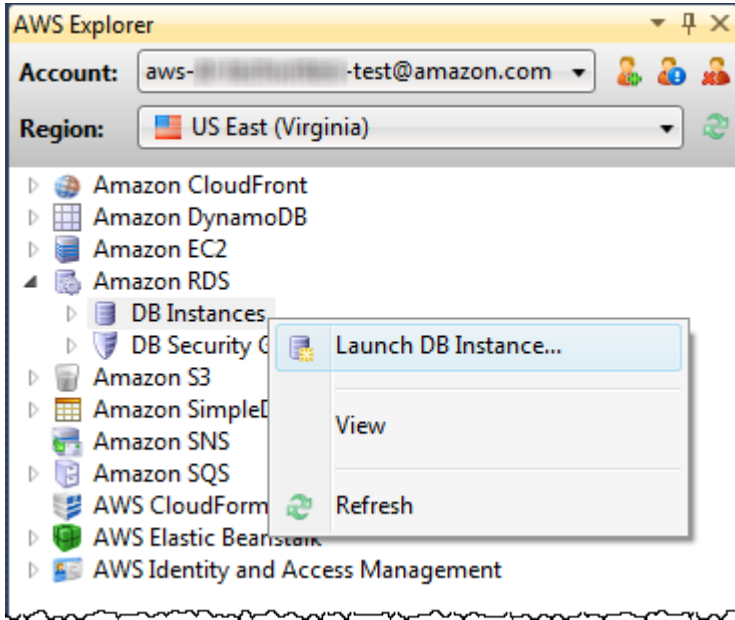 AWS Explorer
Account: aws- -test@amazon.com
Region: US East (Virginia)
Amazon CloudFront
Amazon DynamoDB
Amazon EC2
Amazon RDS
DB Instances
DB Security
Launch DB Instance...
Amazon S3
Amazon
View
Amazon SNS
Amazon SQS
AWS
Refresh
AWS Elastic Beanstalk
AWS Identity and Access Management